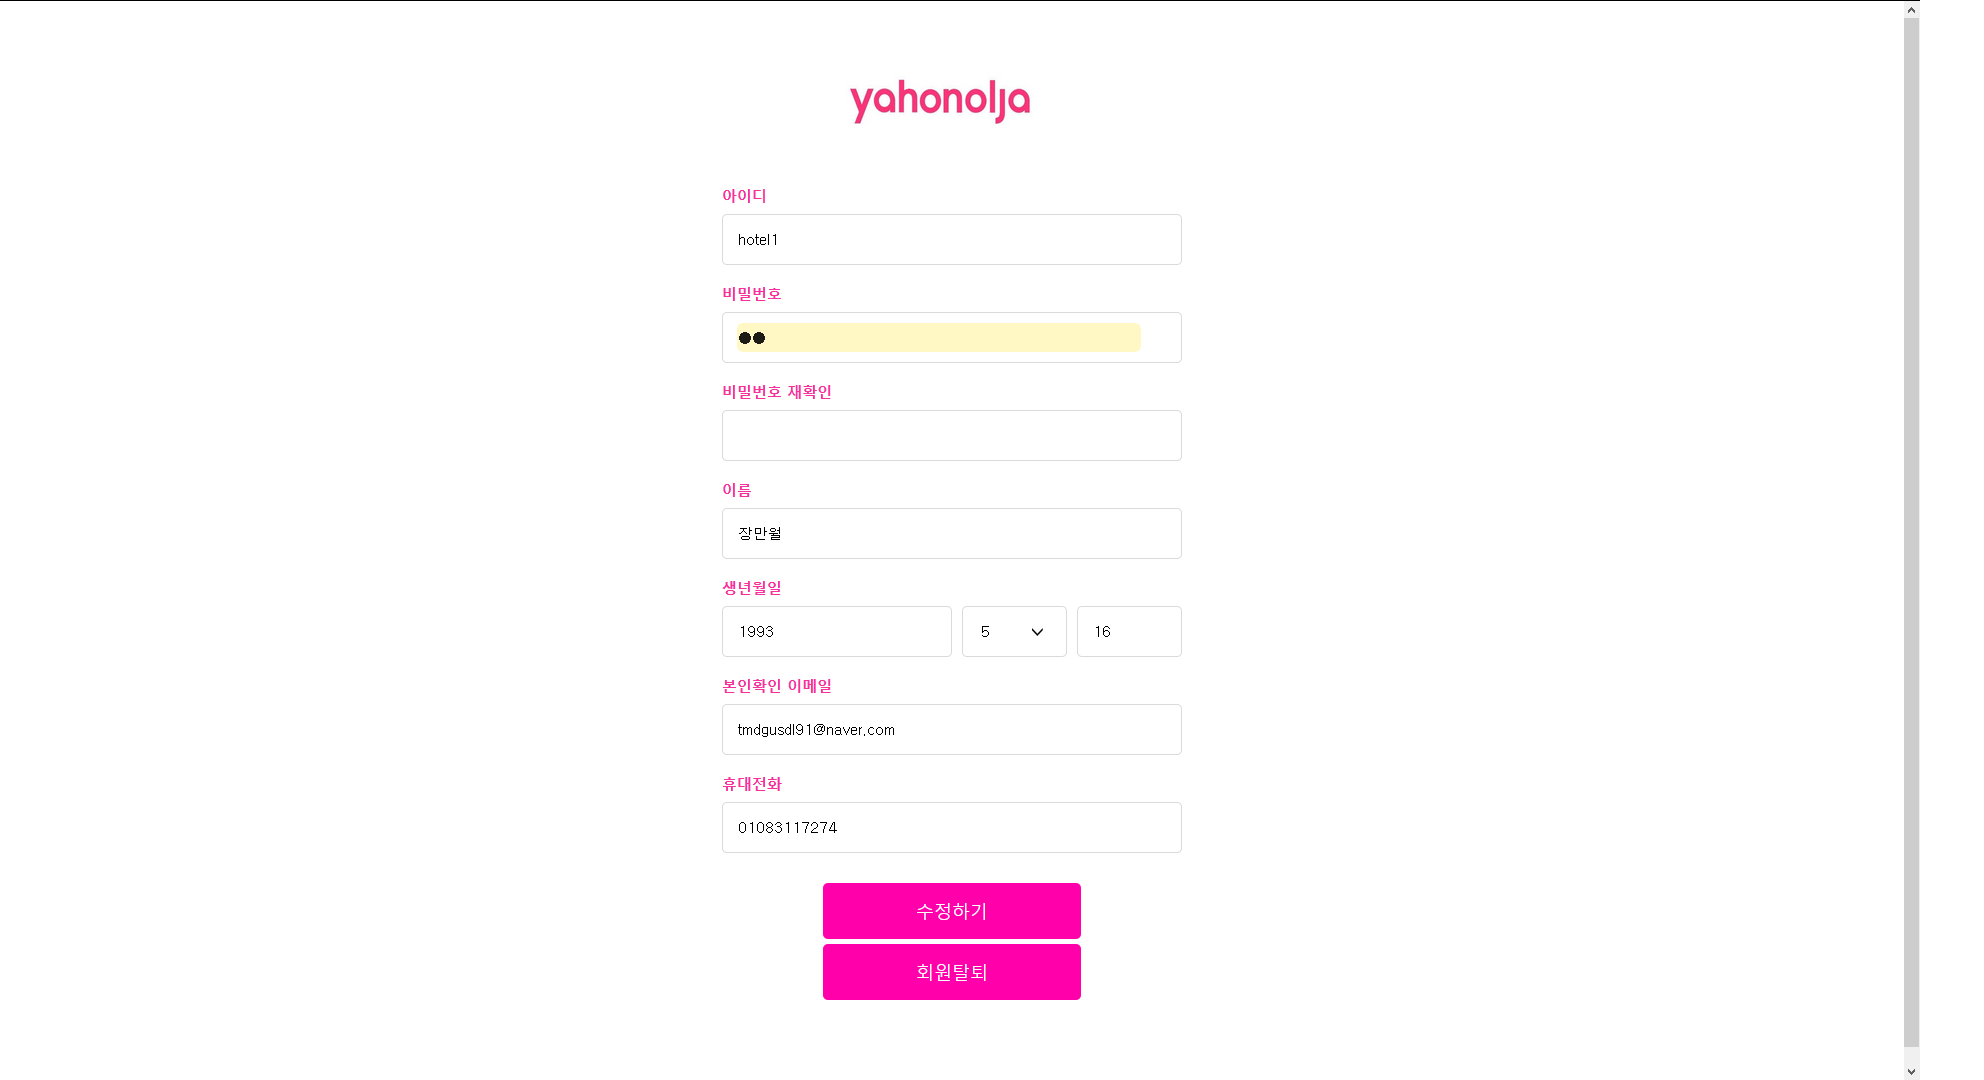 yahonolja
아이디
hotel1
비밀번호
●●
비밀번호 재확인
이름
장만월
생년월일
1993 5 16
본인확인 이메일
tmdgusdl91@naver.com
휴대전화
01083117274
수정하기
회원탈퇴